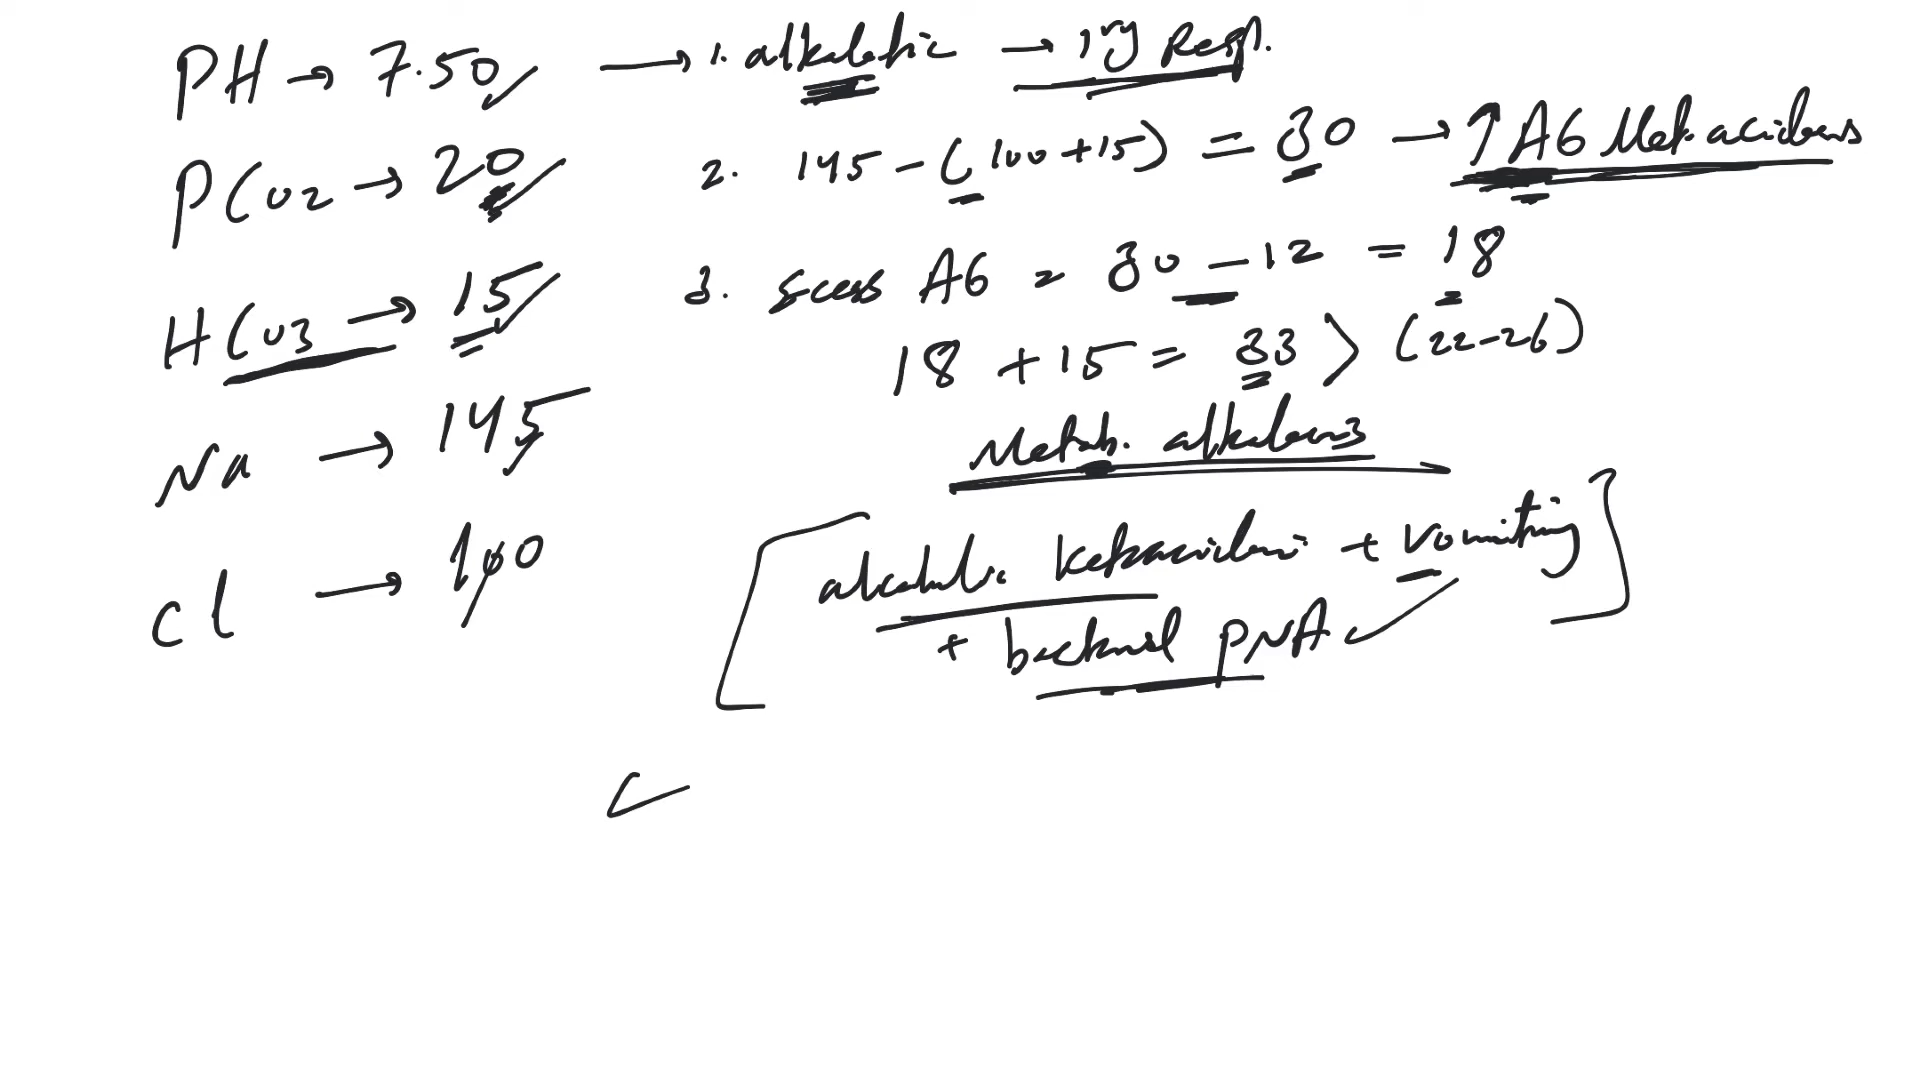 PH → 7.50 → 1. alkalotic → 1ry Resp.
PCO2 → 20
2. 145 - (100 + 15) = 30 → ↑ AG Met. acidosis
HCO3 → 15
3. excess AG = 30 - 12 = 18
18 + 15 = 33 > (22-26)
Na → 145
Metab. alkalosis
Cl → 100
alcoholic ketoacidosis + vomiting
+ bacterial PNA